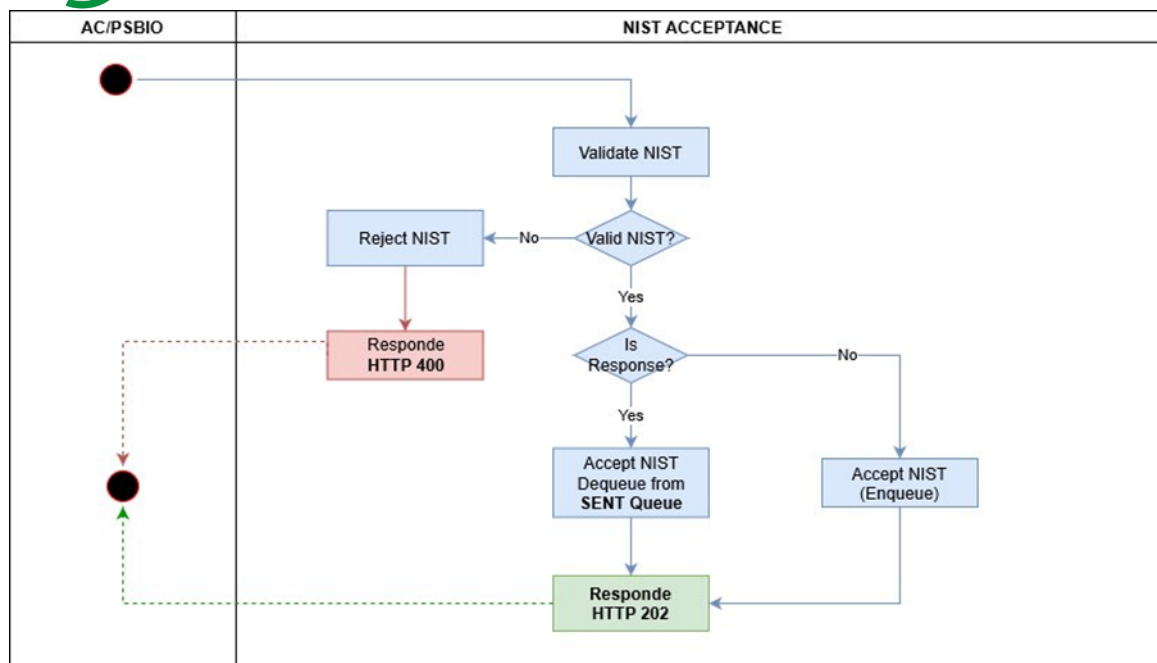 AC/PSBIO
NIST ACCEPTANCE
Validate NIST
Reject NIST
No
Valid NIST?
Yes
Responde
HTTP 400
Is
Response?
No
Yes
Accept NIST
Dequeue from
SENT Queue
Accept NIST
(Enqueue)
Responde
HTTP 202